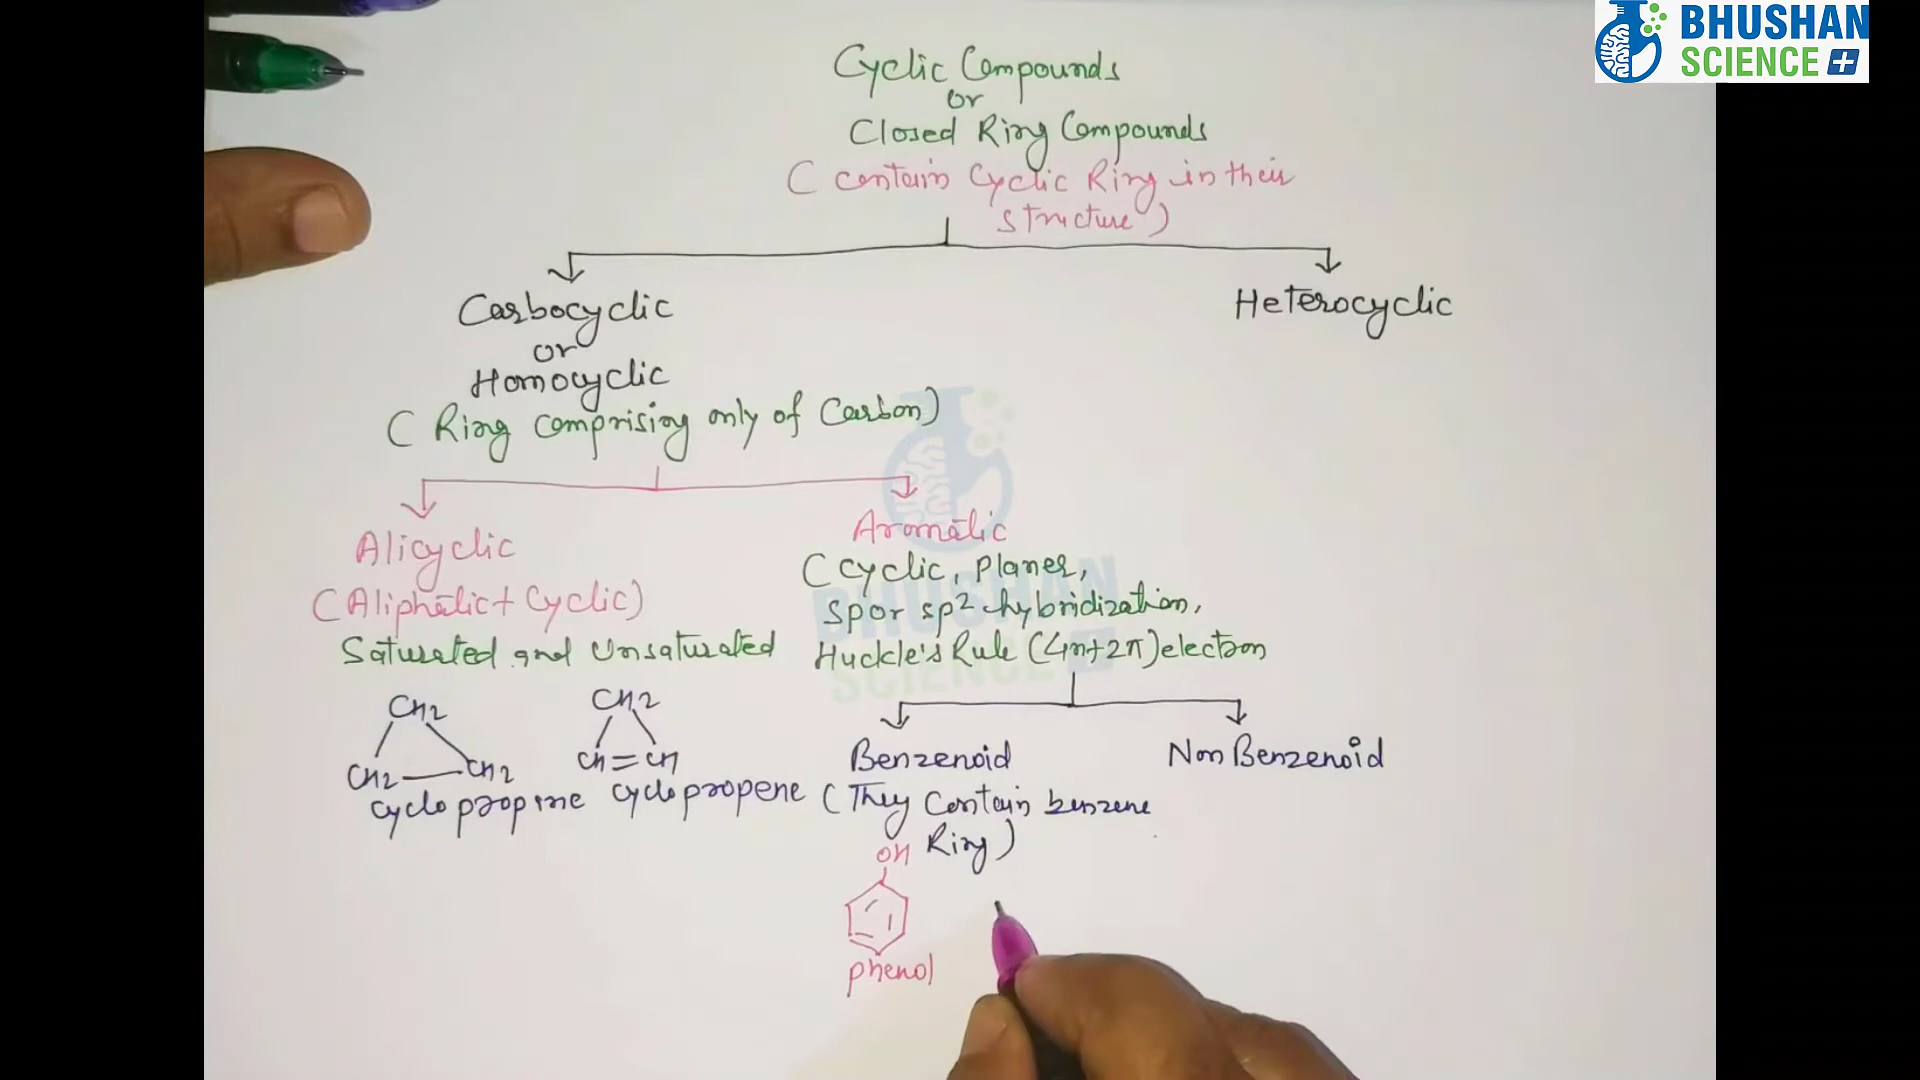 BHUSHAN
SCIENCE +
Cyclic Compounds
or
Closed Ring Compounds
( contain Cyclic Ring in their
structure )
Carbocyclic
or
Homocyclic
( Ring comprising only of Carbon)
Heterocyclic
Alicyclic
(Aliphatic + Cyclic)
Saturated and Unsaturated
CH2
CH2 CH2
cyclopropane
CH2
CH=CH
cyclopropene
Aromatic
(cyclic, planer,
sp or sp2 hybridization,
Huckle's Rule (4n+2π) electron
Benzenoid
(They Contain benzene
Ring)
OH
phenol
Non Benzenoid
BHUSHAN
SCIENCE +